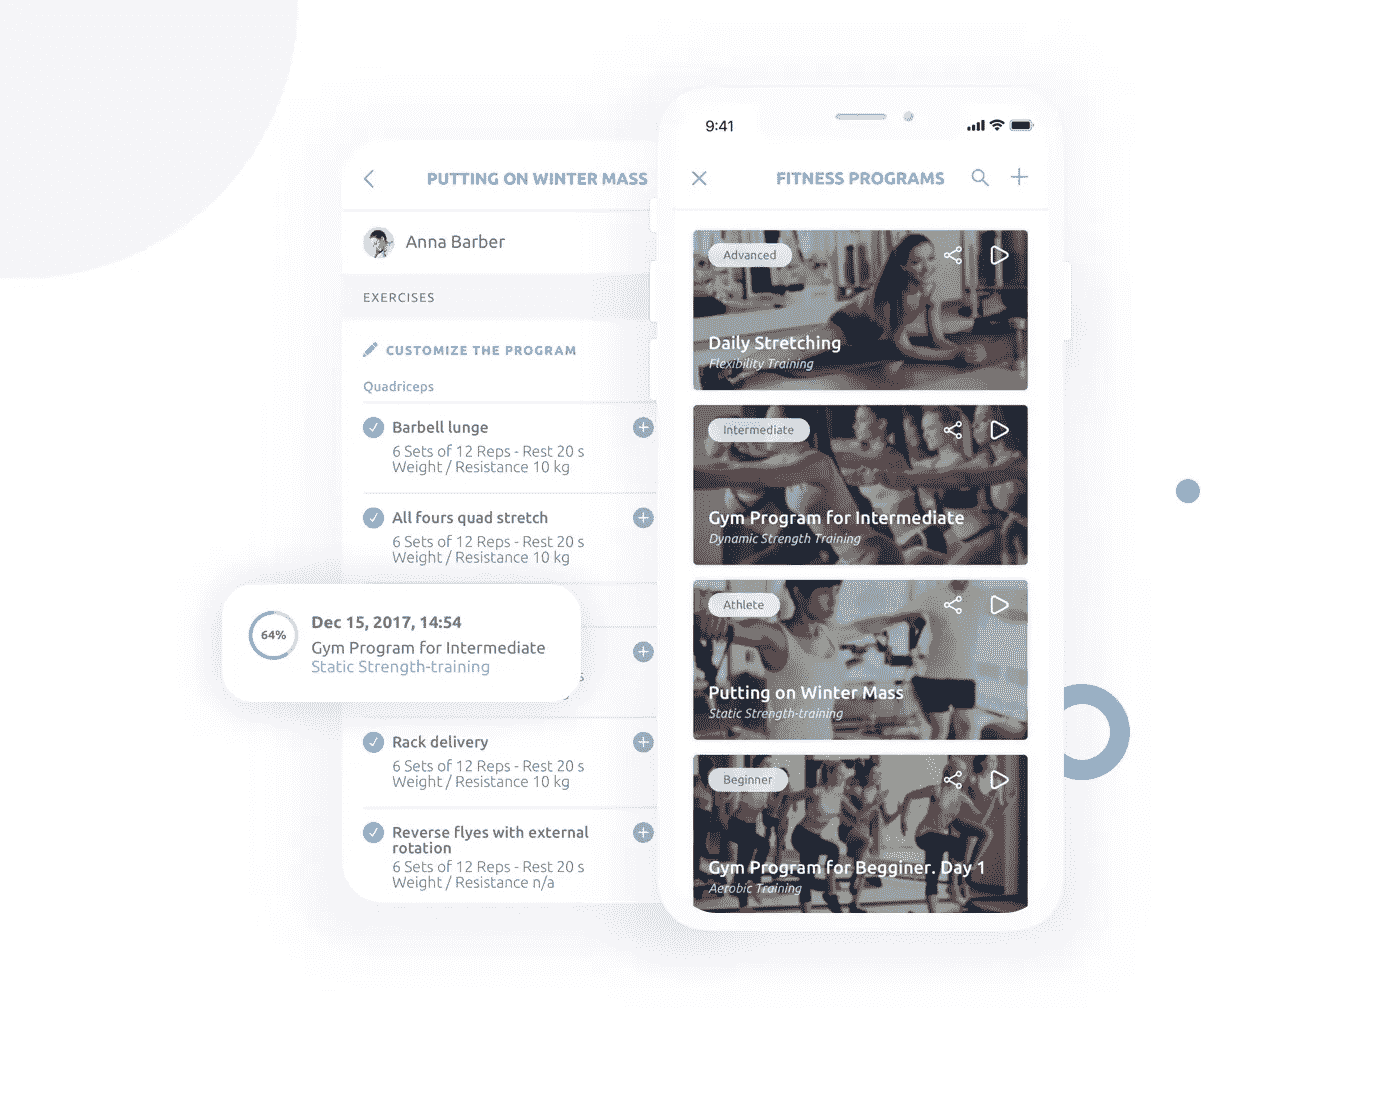 PUTTING ON WINTER MASS
Anna Barber
EXERCISES
CUSTOMIZE THE PROGRAM
Quadriceps
Barbell lunge
6 Sets of 12 Reps - Rest 20 s
Weight / Resistance 10 kg
All fours quad stretch
6 Sets of 12 Reps - Rest 20 s
Weight / Resistance 10 kg
64%
Dec 15, 2017, 14:54
Gym Program for Intermediate
Static Strength-training
Rack delivery
6 Sets of 12 Reps - Rest 20 s
Weight / Resistance 10 kg
Reverse flyes with external
rotation
6 Sets of 12 Reps - Rest 20 s
Weight / Resistance n/a
9:41
FITNESS PROGRAMS
Advanced
Daily Stretching
Flexibility Training
Intermediate
Gym Program for Intermediate
Dynamic Strength Training
Athlete
Putting on Winter Mass
Static Strength-training
Beginner
Gym Program for Begginer. Day 1
Aerobic Training